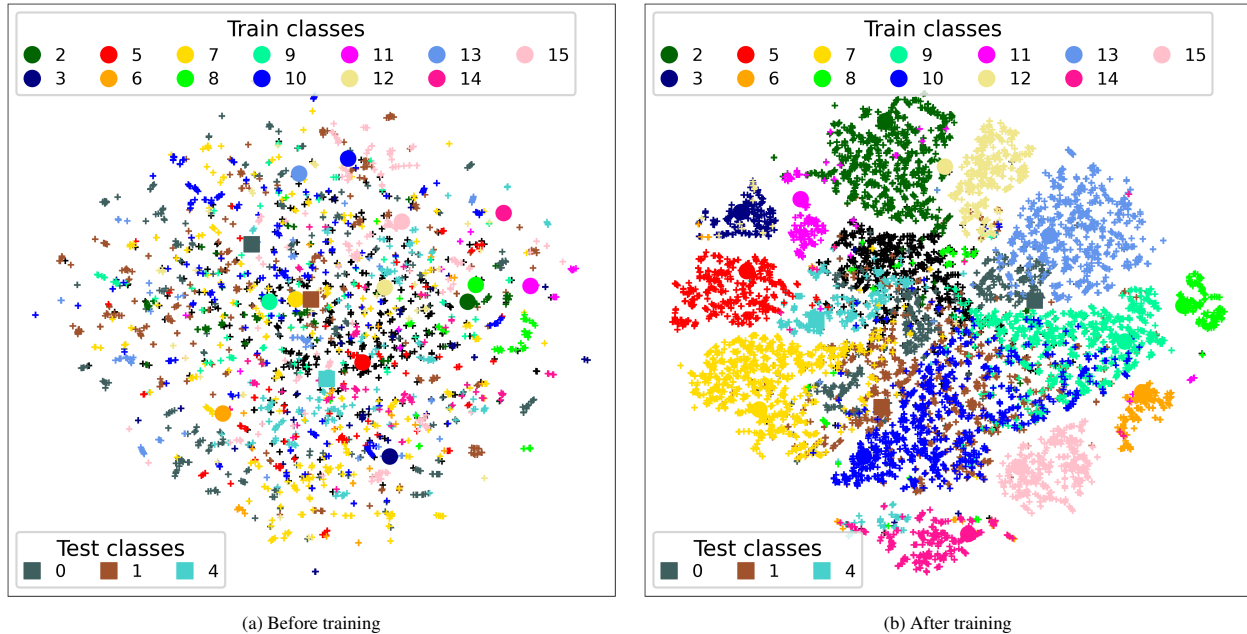 Train classes
2 5 7 9 11 13 15
3 6 8 10 12 14
Test classes
0 1 4
(a) Before training
Train classes
2 5 7 9 11 13 15
3 6 8 10 12 14
Test classes
0 1 4
(b) After training